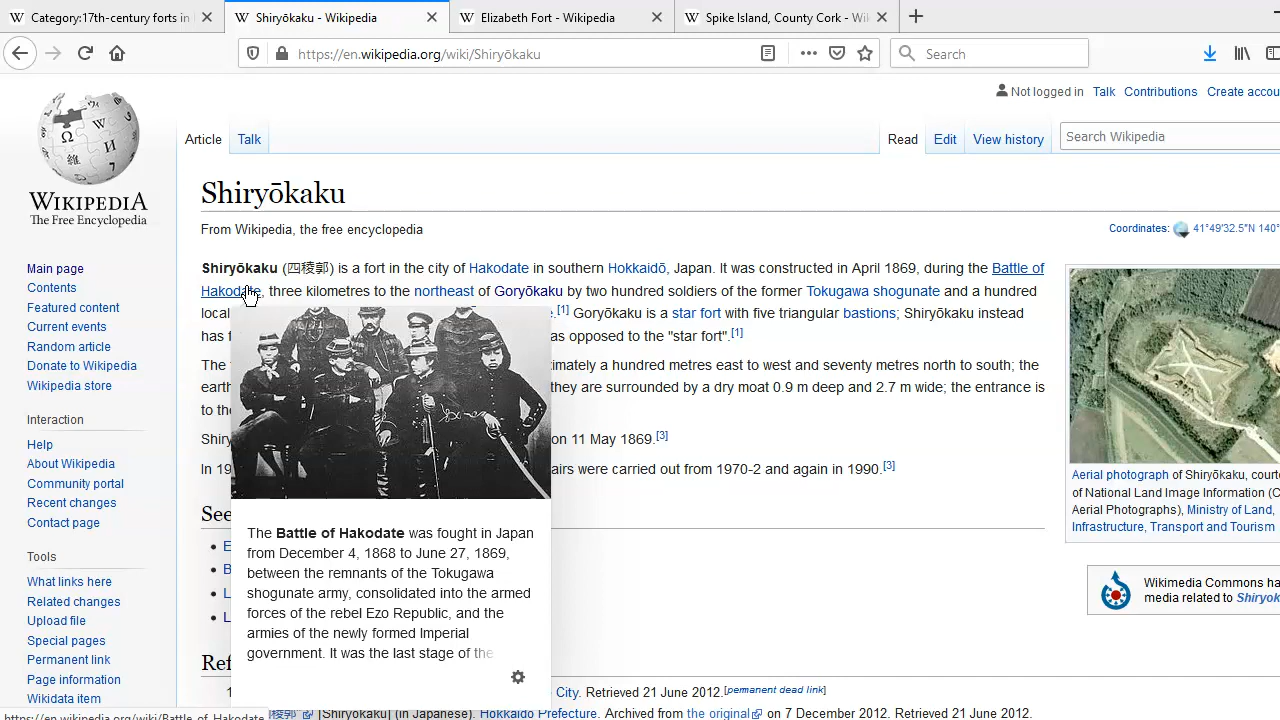 Category:17th-century forts in
Shiryōkaku - Wikipedia
Elizabeth Fort - Wikipedia
Spike Island, County Cork - Wi
https://en.wikipedia.org/wiki/Shiryōkaku
Search
Not logged in Talk Contributions Create accou
Article Talk Read Edit View history Search Wikipedia
WIKIPEDIA
The Free Encyclopedia
Main page
Contents
Featured content
Current events
Random article
Donate to Wikipedia
Wikipedia store
Interaction
Help
About Wikipedia
Community portal
Recent changes
Contact page
Tools
What links here
Related changes
Upload file
Special pages
Permanent link
Page information
Wikidata item
Shiryōkaku
From Wikipedia, the free encyclopedia
Coordinates: 41°49′32.5″N 140°
Shiryōkaku (四稜郭) is a fort in the city of Hakodate in southern Hokkaidō, Japan. It was constructed in April 1869, during the Battle of
Hakodate, three kilometres to the northeast of Goryōkaku by two hundred soldiers of the former Tokugawa shogunate and a hundred
local e.[1] Goryōkaku is a star fort with five triangular bastions; Shiryōkaku instead
has f as opposed to the "star fort".[1]
The imately a hundred metres east to west and seventy metres north to south; the
earth they are surrounded by a dry moat 0.9 m deep and 2.7 m wide; the entrance is
to the
Shiry on 11 May 1869.[3]
In 19 airs were carried out from 1970-2 and again in 1990.[3]
See
E
B
L
L
Ref
1 City. Retrieved 21 June 2012.[permanent dead link]
稜郭 [Shiryōkaku] (in Japanese). Hokkaido Prefecture. Archived from the original on 7 December 2012. Retrieved 21 June 2012.
The Battle of Hakodate was fought in Japan
from December 4, 1868 to June 27, 1869,
between the remnants of the Tokugawa
shogunate army, consolidated into the armed
forces of the rebel Ezo Republic, and the
armies of the newly formed Imperial
government. It was the last stage of the
Aerial photograph of Shiryōkaku, courte
of National Land Image Information (C
Aerial Photographs), Ministry of Land,
Infrastructure, Transport and Tourism
Wikimedia Commons ha
media related to Shiryok
https://en.wikipedia.org/wiki/Battle_of_Hakodate